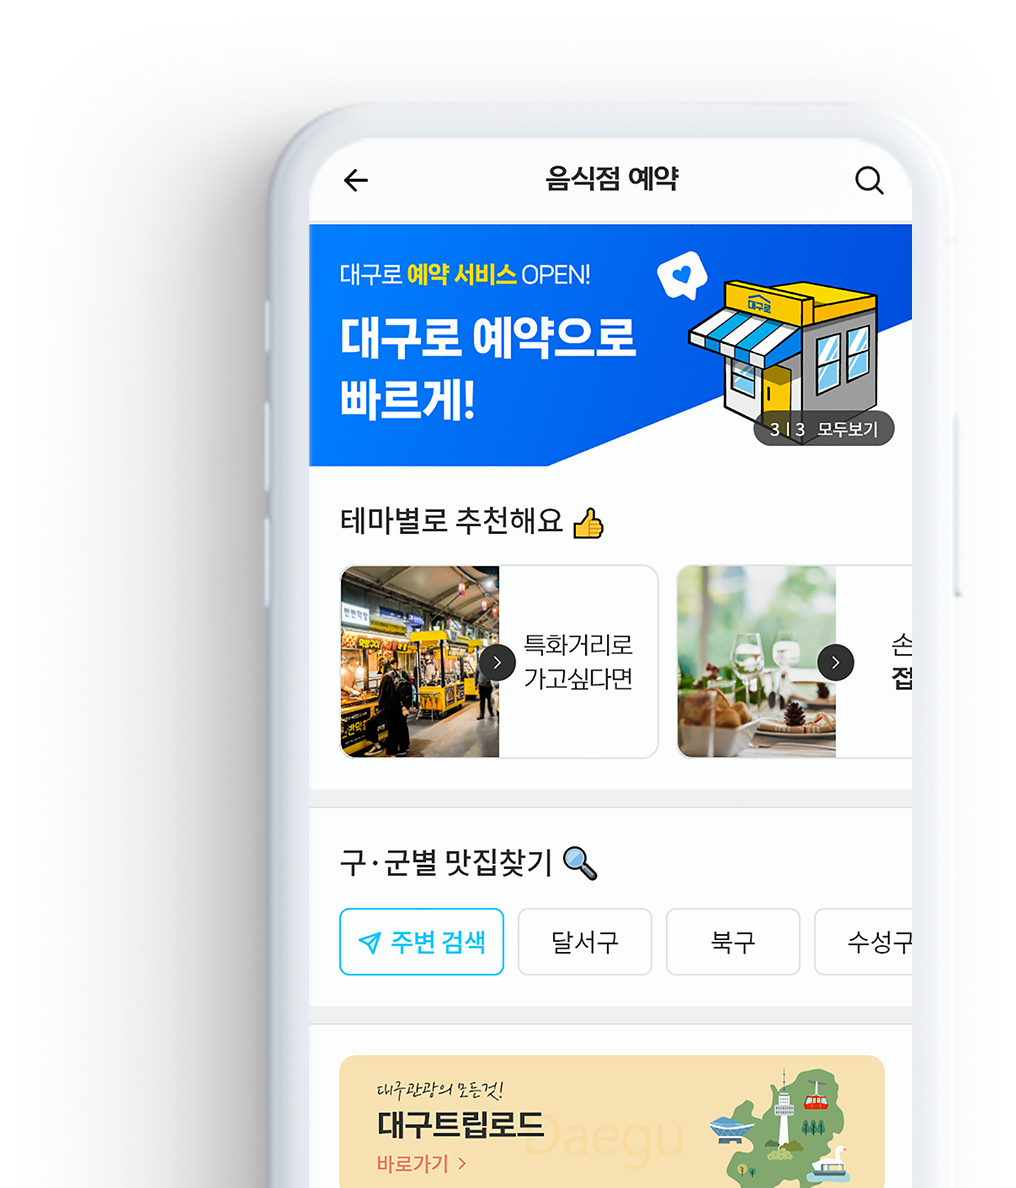 음식점 예약
대구로 예약 서비스 OPEN!
대구로 예약으로
빠르게!
대구로
3 | 3 모두보기
테마별로 추천해요
특화거리로
가고싶다면
손
접
구·군별 맛집찾기
주변 검색
달서구
북구
수성구
대구관광의 모든것!
대구트립로드
Daegu
바로가기 >